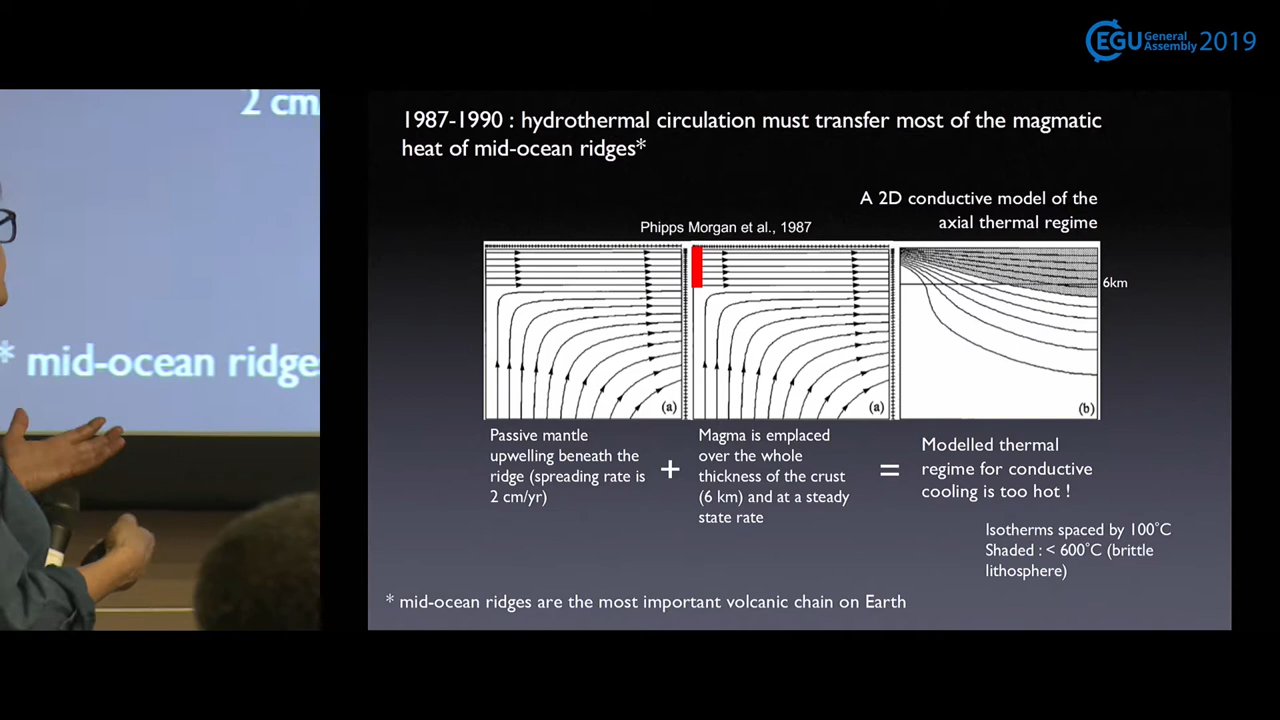 EGU General
Assembly 2019
2 cm
* mid-ocean ridge
1987-1990 : hydrothermal circulation must transfer most of the magmatic
heat of mid-ocean ridges*
A 2D conductive model of the
axial thermal regime
Phipps Morgan et al., 1987
6km
(a)
(a)
(b)
Passive mantle
upwelling beneath the
ridge (spreading rate is
2 cm/yr)
+
Magma is emplaced
over the whole
thickness of the crust
(6 km) and at a steady
state rate
=
Modelled thermal
regime for conductive
cooling is too hot !
Isotherms spaced by 100°C
Shaded : < 600°C (brittle
lithosphere)
* mid-ocean ridges are the most important volcanic chain on Earth